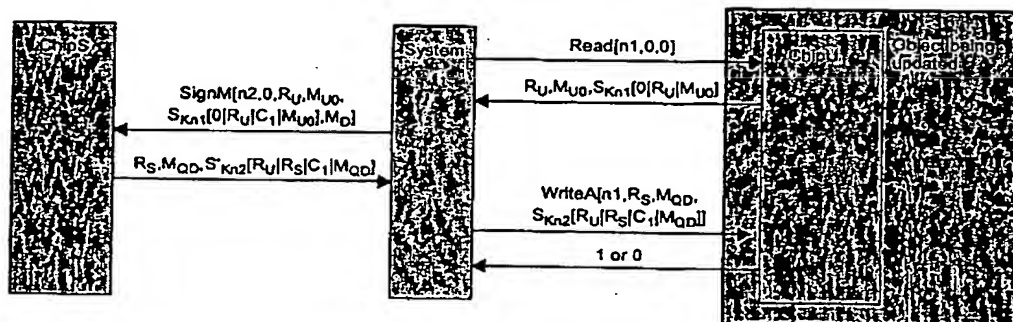 ChipS
System
ChipU
Object being
updated
Read[n1,0,0]
R_U,M_U0,S_Kn1[0|R_U|M_U0]
SignM[n2,0,R_U,M_U0,
S_Kn1[0|R_U|C_1|M_U0],M_D]
R_S,M_QD,S'_Kn2[R_U|R_S|C_1|M_QD]
WriteA[n1,R_S,M_QD,
S_Kn2[R_U|R_S|C_1|M_QD]]
1 or 0